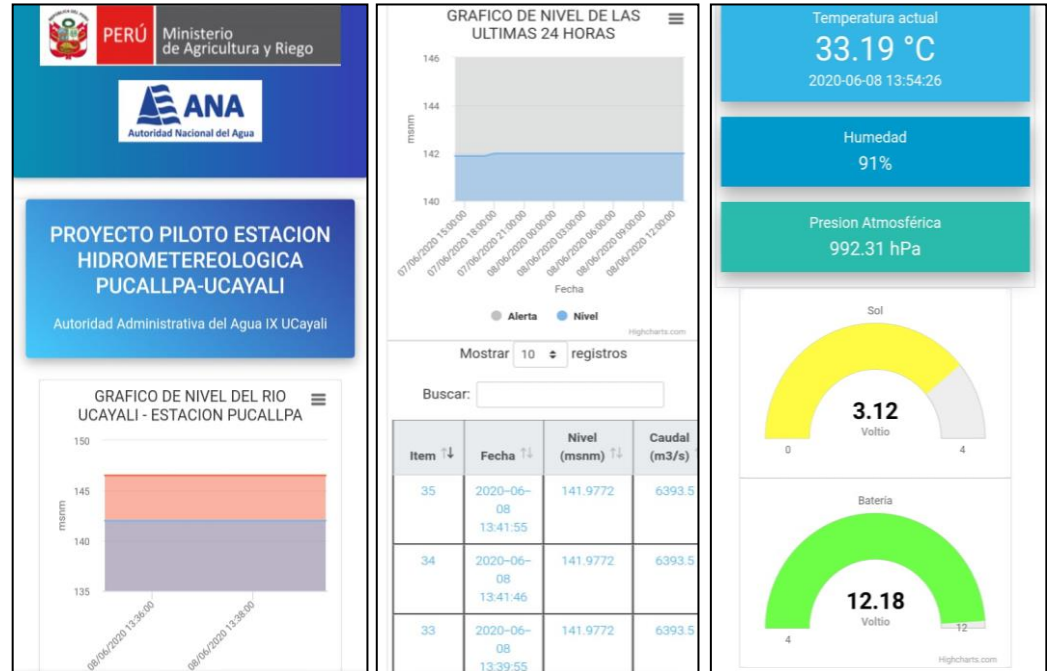 PERÚ
Ministerio
de Agricultura y Riego
ANA
Autoridad Nacional del Agua
PROYECTO PILOTO ESTACION
HIDROMETEREOLOGICA
PUCALLPA-UCAYALI
Autoridad Administrativa del Agua IX UCayali
GRAFICO DE NIVEL DEL RIO
UCAYALI - ESTACION PUCALLPA
150
145
140
135
msnm
08/06/2020 13:36:00
08/06/2020 13:38:00
GRAFICO DE NIVEL DE LAS
ULTIMAS 24 HORAS
146
144
142
140
msnm
07/06/2020 15:00:00
07/06/2020 18:00:00
07/06/2020 21:00:00
08/06/2020 00:00:00
08/06/2020 03:00:00
08/06/2020 06:00:00
08/06/2020 09:00:00
08/06/2020 12:00:00
Fecha
Alerta
Nivel
Highcharts.com
Mostrar 10 registros
Buscar:
Item Fecha Nivel (msnm) Caudal (m3/s)
35 2020-06-08 13:41:55 141.9772 6393.5
34 2020-06-08 13:41:46 141.9772 6393.5
33 2020-06-08 13:39:55 141.9772 6393.5
Temperatura actual
33.19 °C
2020-06-08 13:54:26
Humedad
91%
Presion Atmosférica
992.31 hPa
Sol
3.12
Voltio
0
4
Batería
12.18
Voltio
4
12
Highcharts.com